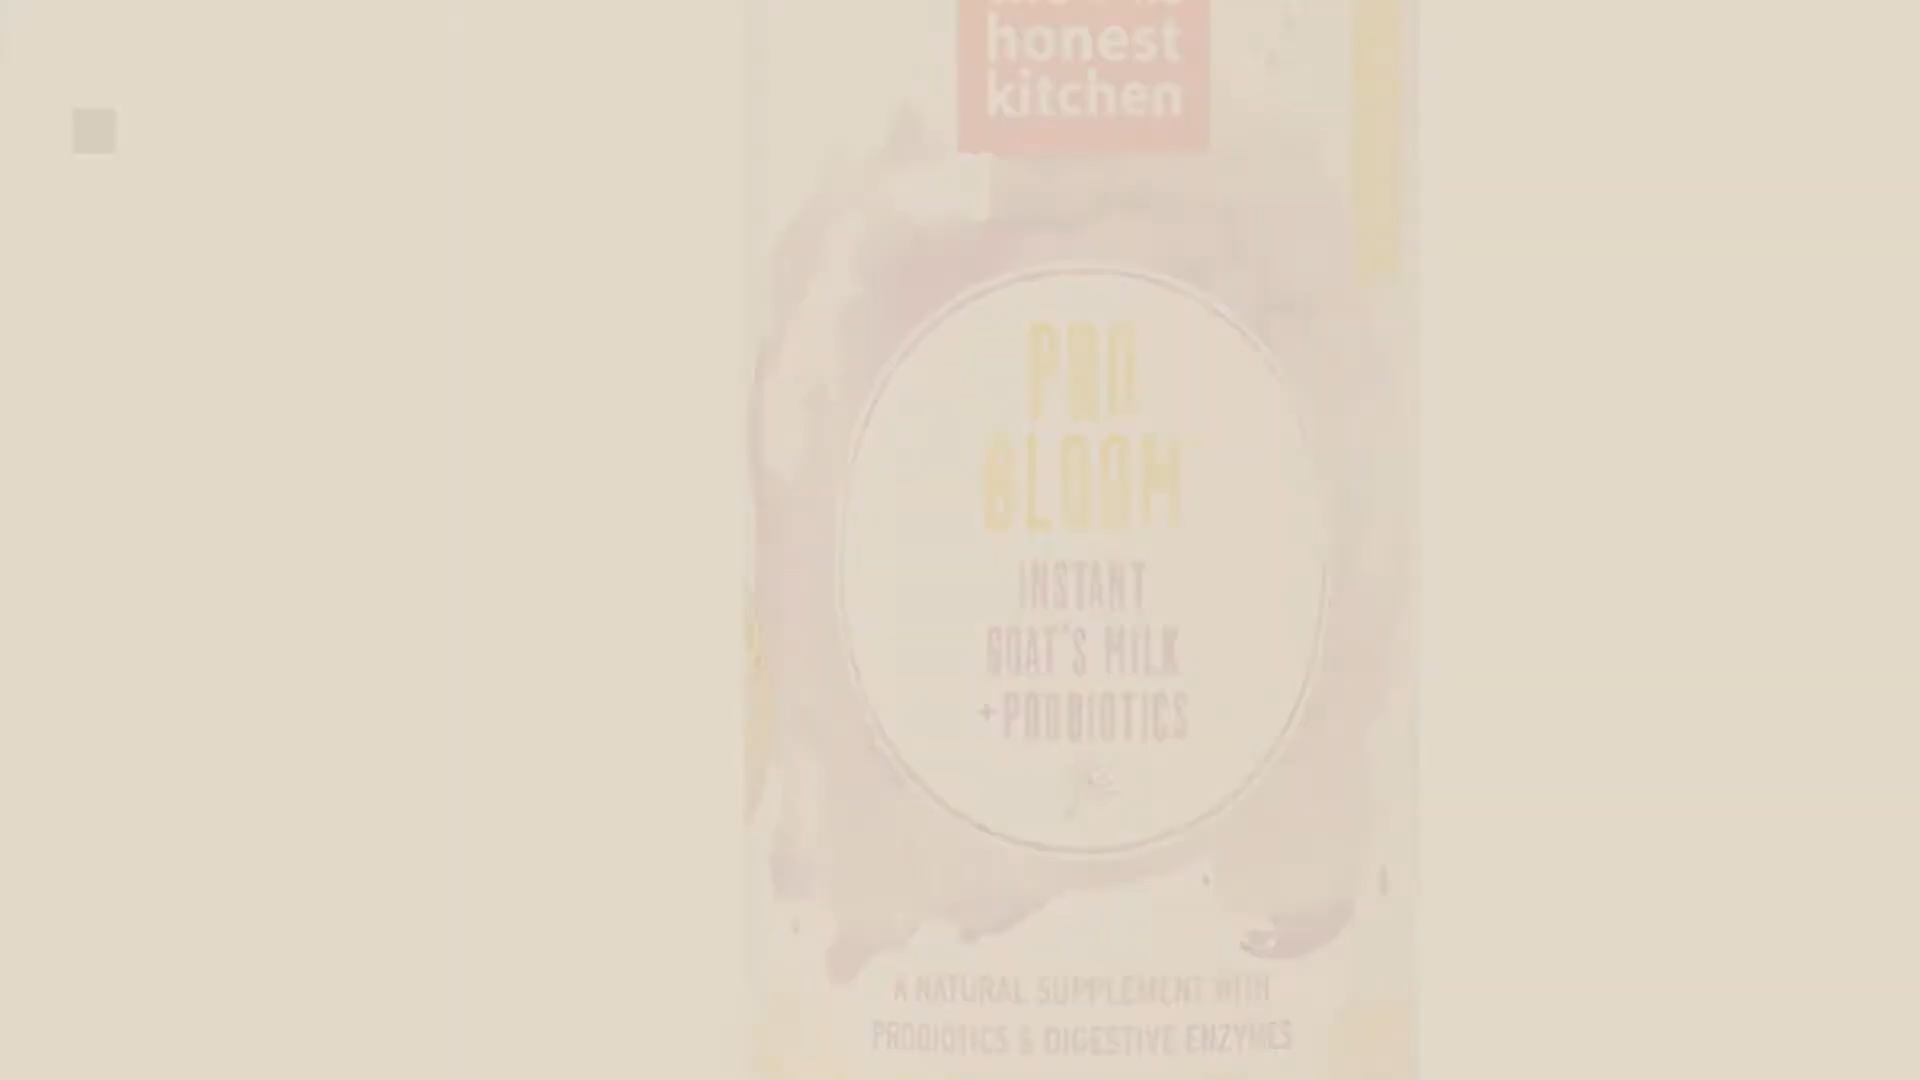 honest
kitchen
PRO
BLOOM
INSTANT
GOAT'S MILK
+PROBIOTICS
A NATURAL SUPPLEMENT WITH
PROBIOTICS & DIGESTIVE ENZYMES